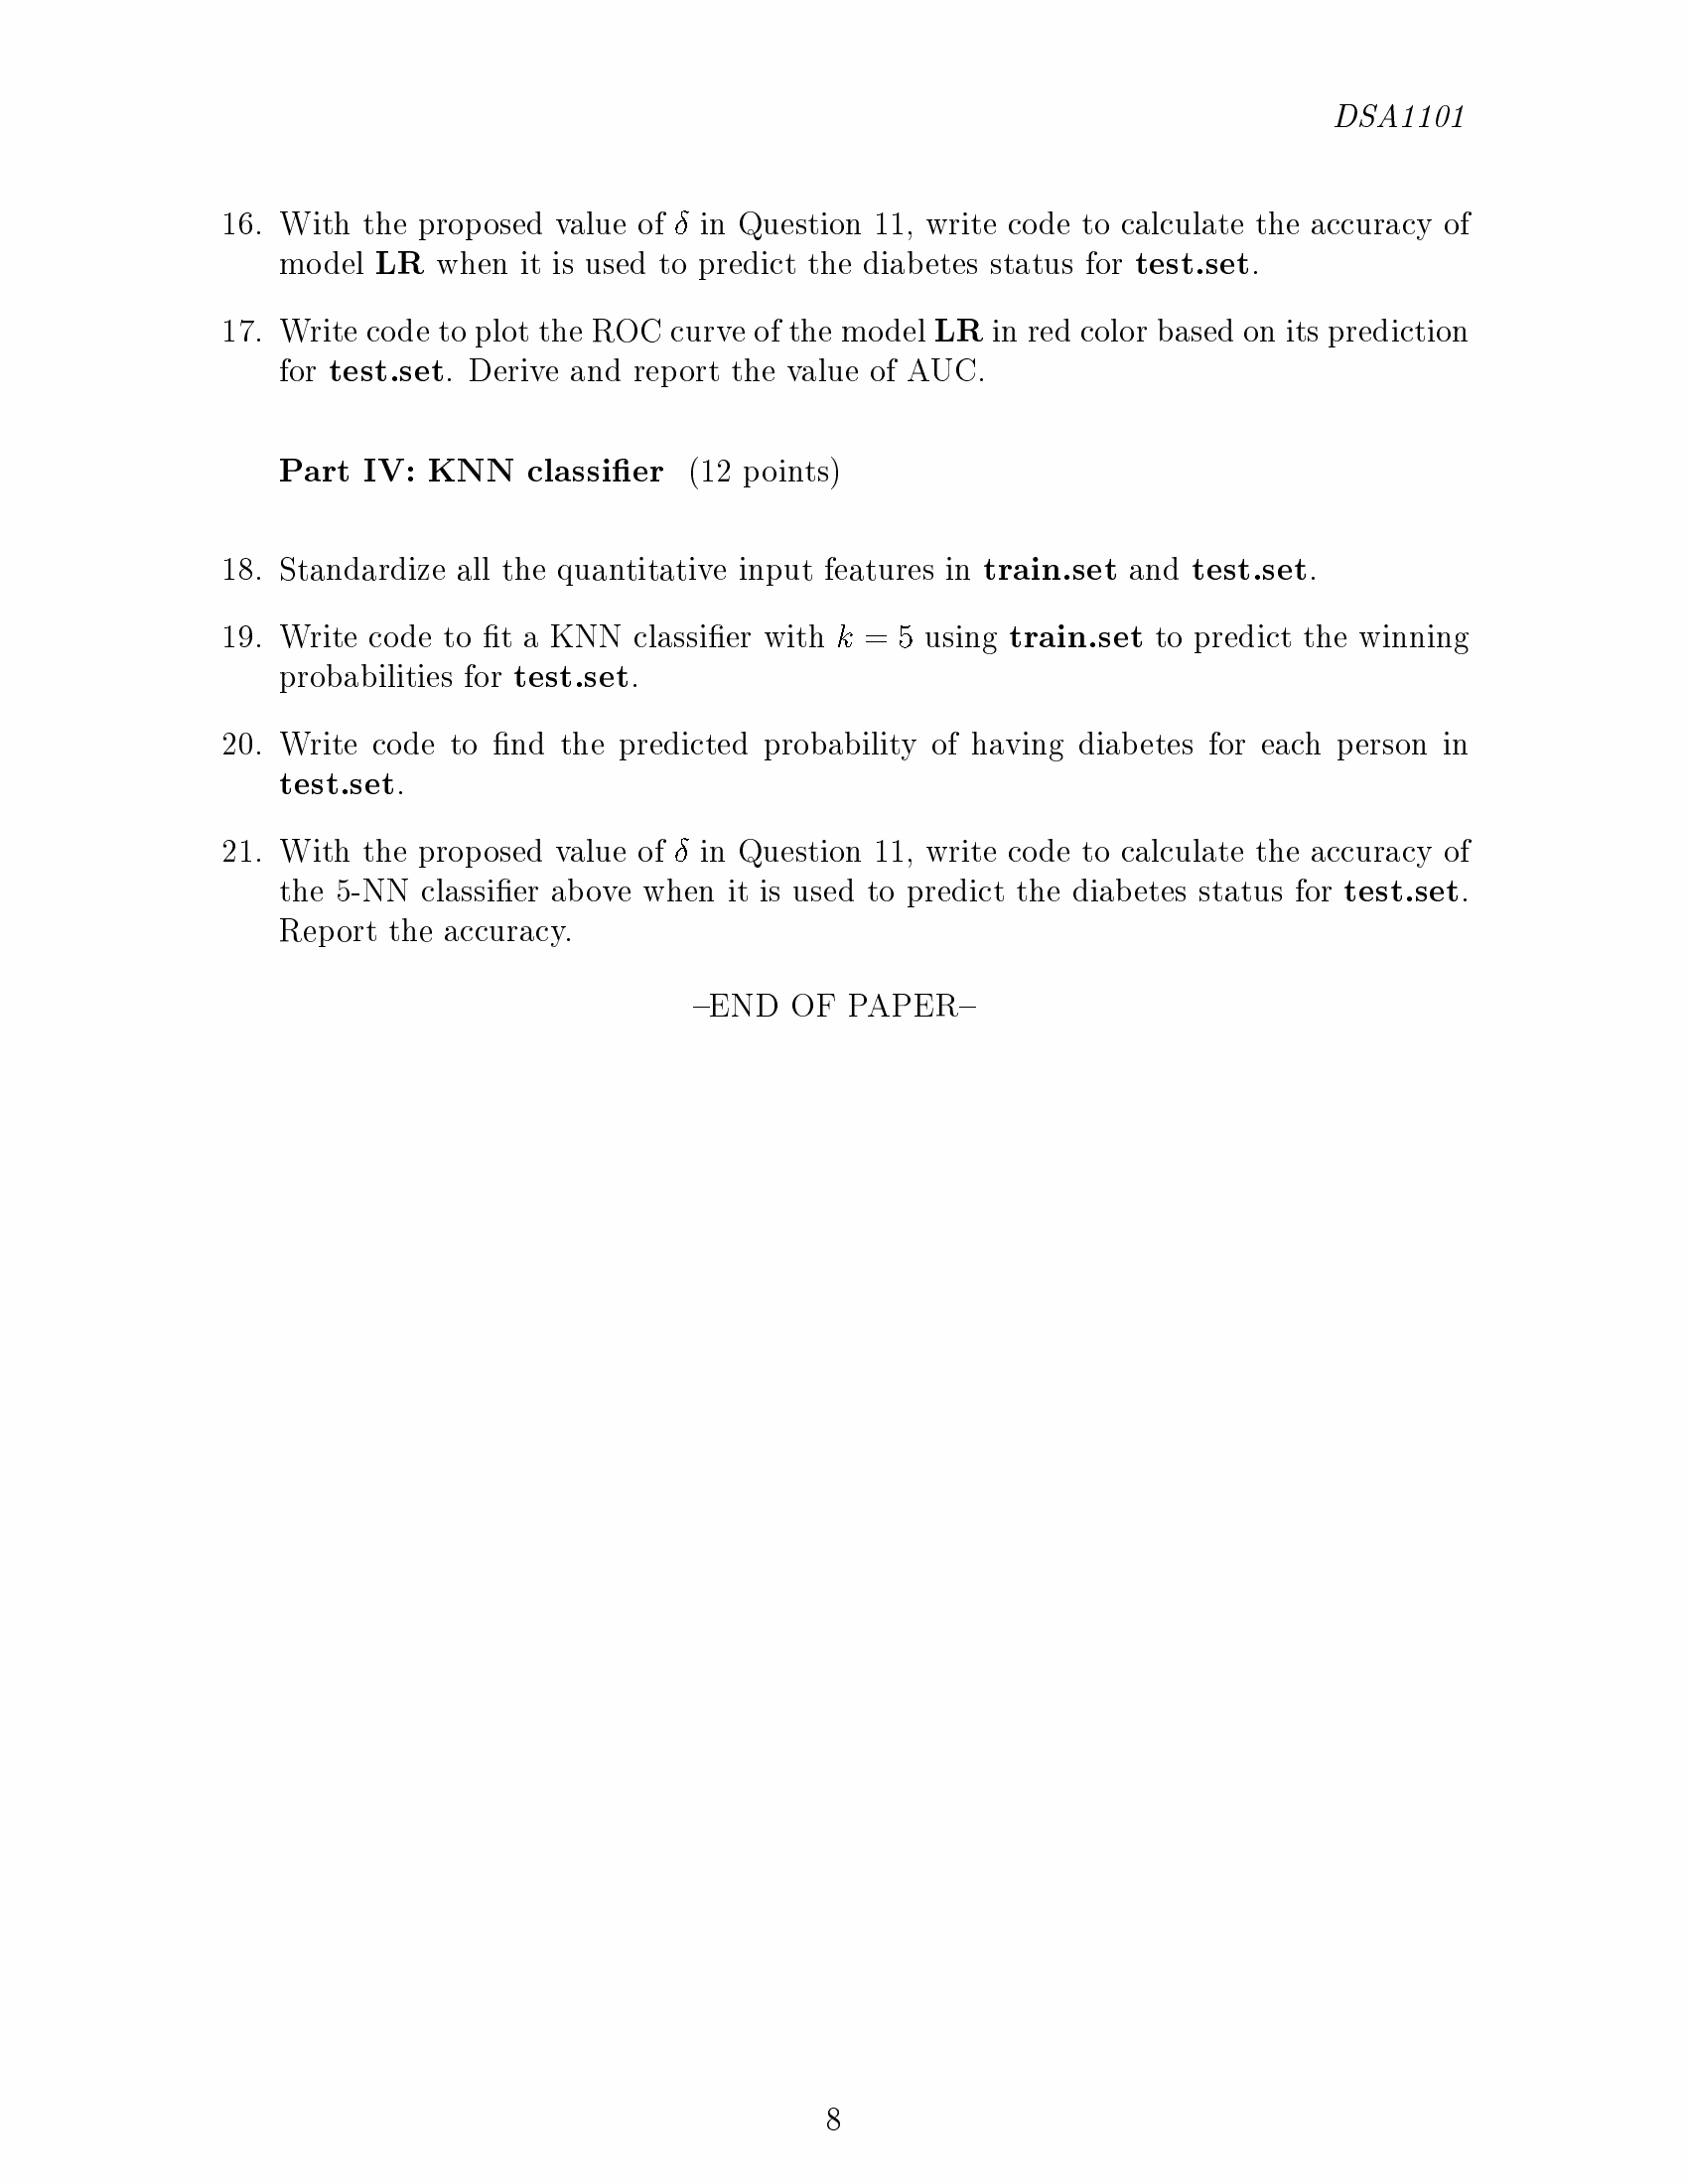 DSA1101
16. With the proposed value of δ in Question 11, write code to calculate the accuracy of
model LR when it is used to predict the diabetes status for test.set.
17. Write code to plot the ROC curve of the model LR in red color based on its prediction
for test.set. Derive and report the value of AUC.
Part IV: KNN classifier (12 points)
18. Standardize all the quantitative input features in train.set and test.set.
19. Write code to fit a KNN classifier with k = 5 using train.set to predict the winning
probabilities for test.set.
20. Write code to find the predicted probability of having diabetes for each person in
test.set.
21. With the proposed value of δ in Question 11, write code to calculate the accuracy of
the 5-NN classifier above when it is used to predict the diabetes status for test.set.
Report the accuracy.
–END OF PAPER–
8